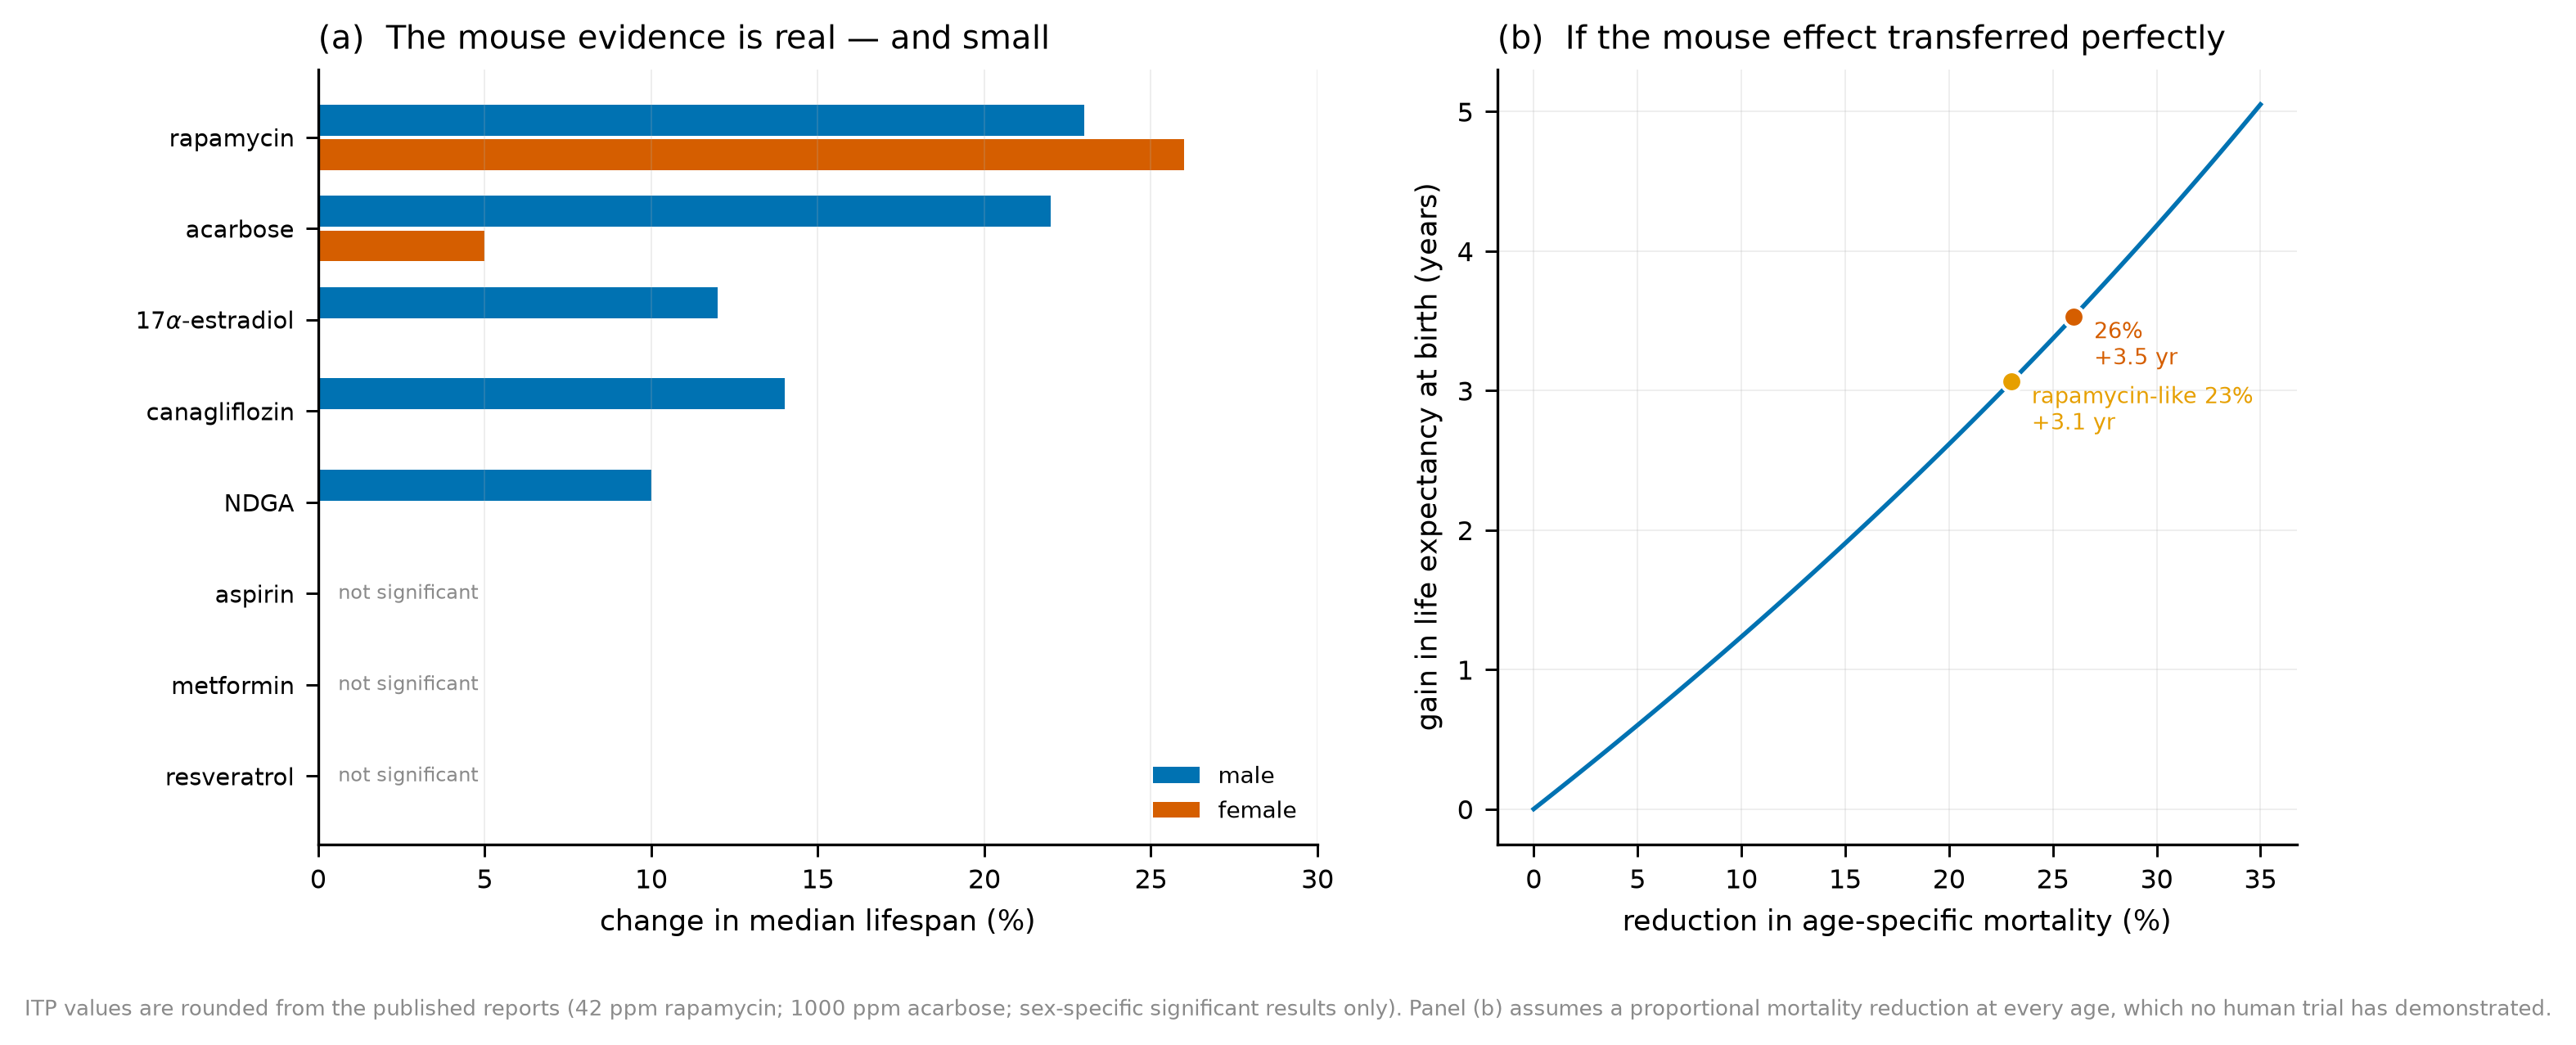 (a)  The mouse evidence is real — and small
rapamycin
acarbose
17α-estradiol
canagliflozin
NDGA
aspirin
not significant
metformin
not significant
resveratrol
not significant
male
female
0 5 10 15 20 25 30
change in median lifespan (%)
(b)  If the mouse effect transferred perfectly
gain in life expectancy at birth (years)
5
4
3
2
1
0
26%
+3.5 yr
rapamycin-like 23%
+3.1 yr
0 5 10 15 20 25 30 35
reduction in age-specific mortality (%)
ITP values are rounded from the published reports (42 ppm rapamycin; 1000 ppm acarbose; sex-specific significant results only). Panel (b) assumes a proportional mortality reduction at every age, which no human trial has demonstrated.